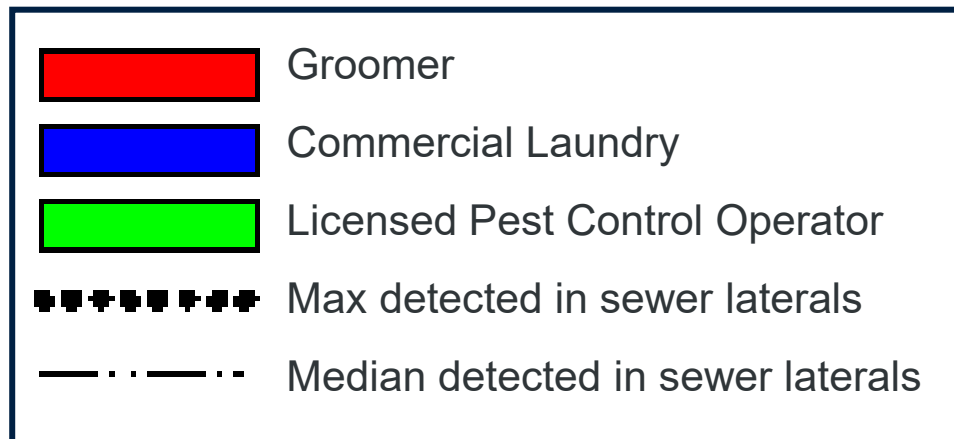 Groomer
Commercial Laundry
Licensed Pest Control Operator
Max detected in sewer laterals
Median detected in sewer laterals